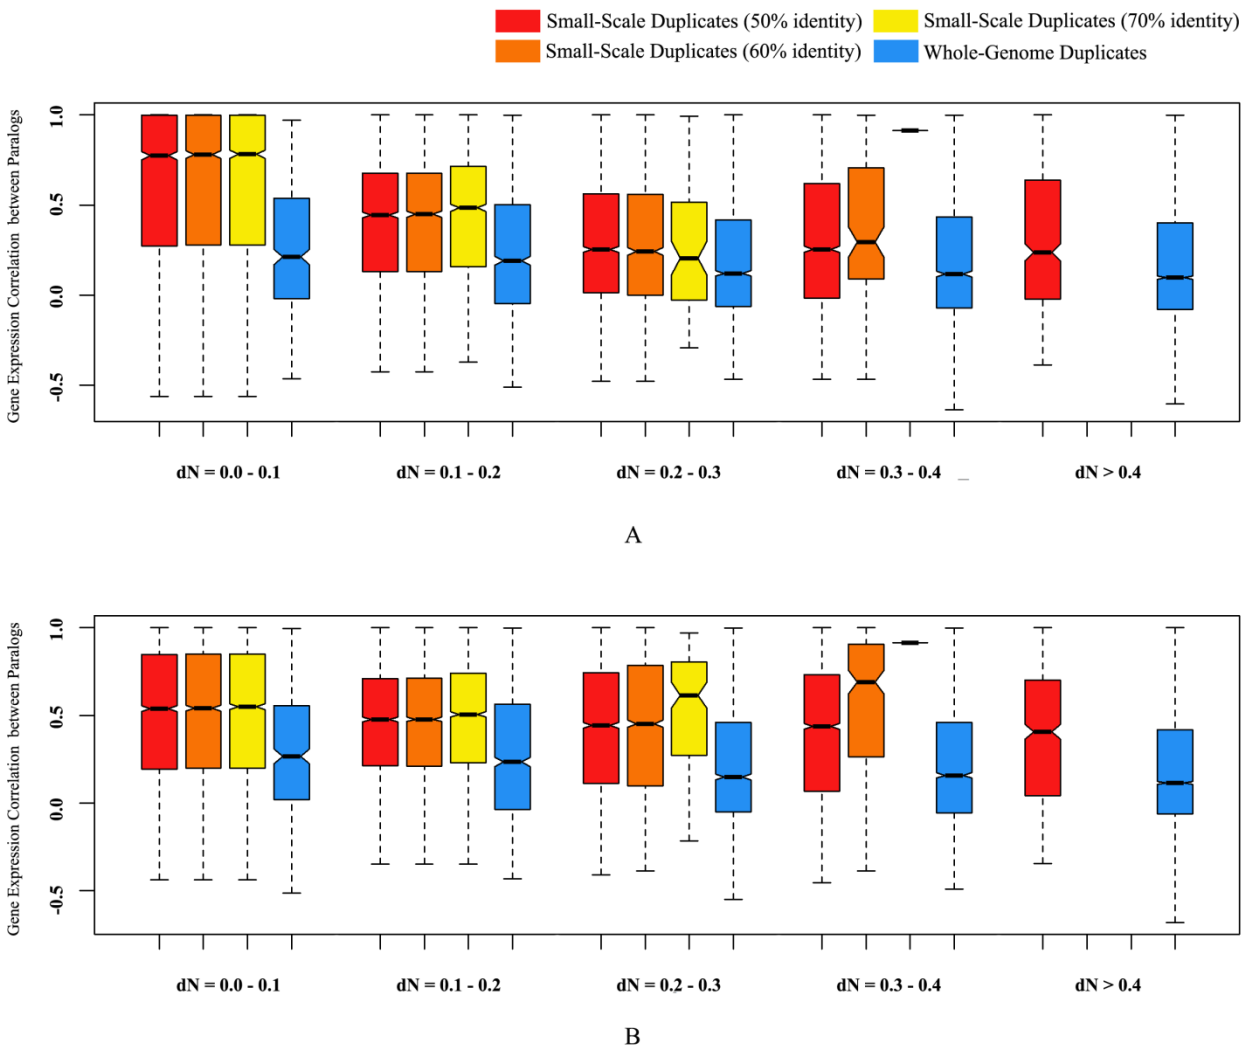 Small-Scale Duplicates (50% identity) Small-Scale Duplicates (70% identity)
Small-Scale Duplicates (60% identity) Whole-Genome Duplicates
Gene Expression Correlation between Paralogs
1.0
0.5
0.0
-0.5
dN = 0.0 - 0.1 dN = 0.1 - 0.2 dN = 0.2 - 0.3 dN = 0.3 - 0.4 dN > 0.4
A
Gene Expression Correlation between Paralogs
1.0
0.5
0.0
-0.5
dN = 0.0 - 0.1 dN = 0.1 - 0.2 dN = 0.2 - 0.3 dN = 0.3 - 0.4 dN > 0.4
B